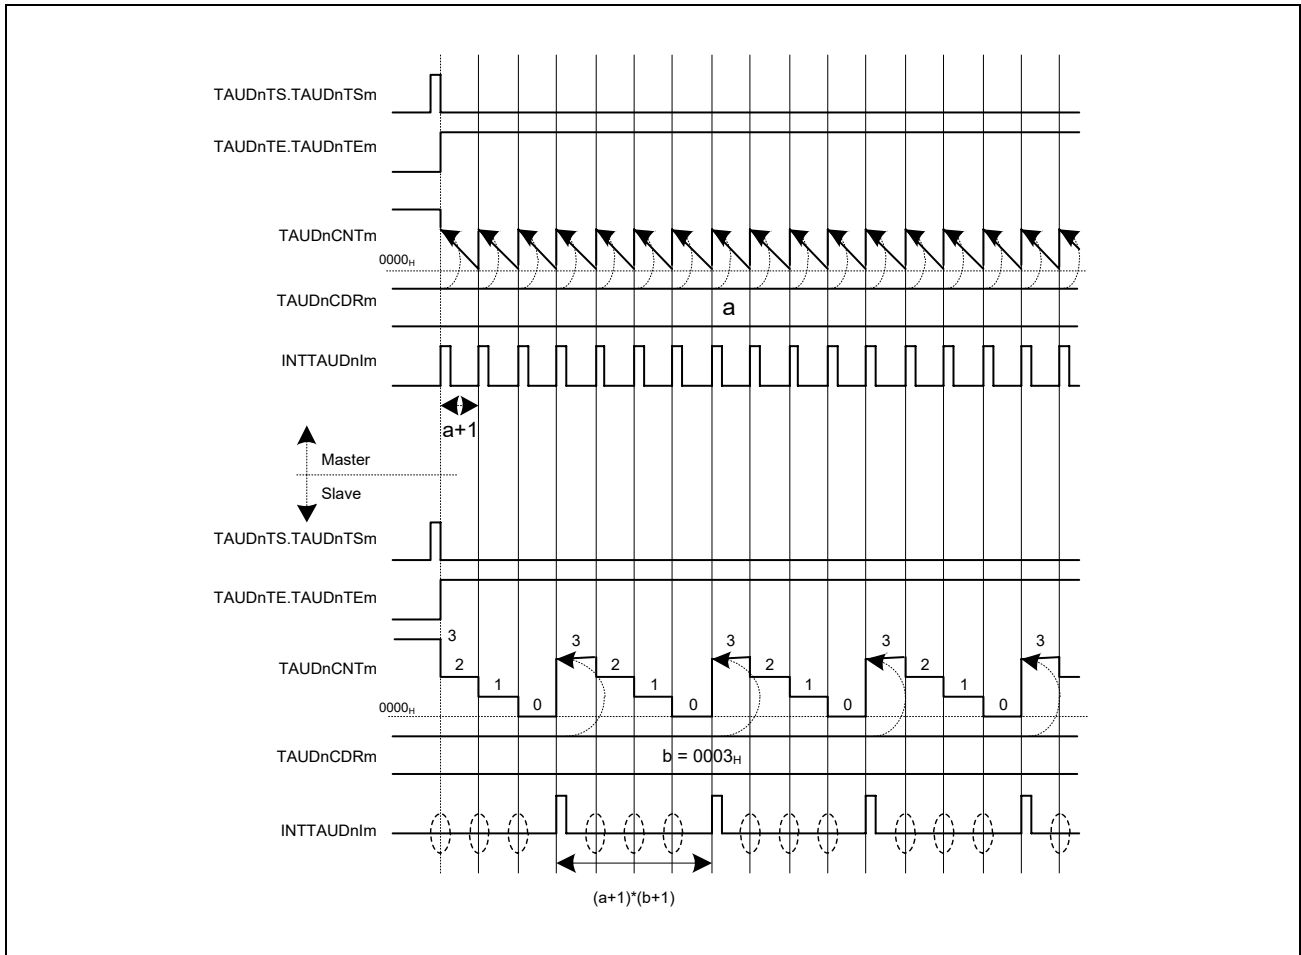 TAUDnTS.TAUDnTSm
TAUDnTE.TAUDnTEm
TAUDnCNTm
0000H
TAUDnCDRm
a
INTTAUDnIm
a+1
Master
Slave
TAUDnTS.TAUDnTSm
TAUDnTE.TAUDnTEm
3 3 3 3 3
TAUDnCNTm
2 2 2 2
1 1 1 1
0 0 0 0
0000H
TAUDnCDRm
b = 0003H
INTTAUDnIm
(a+1)*(b+1)